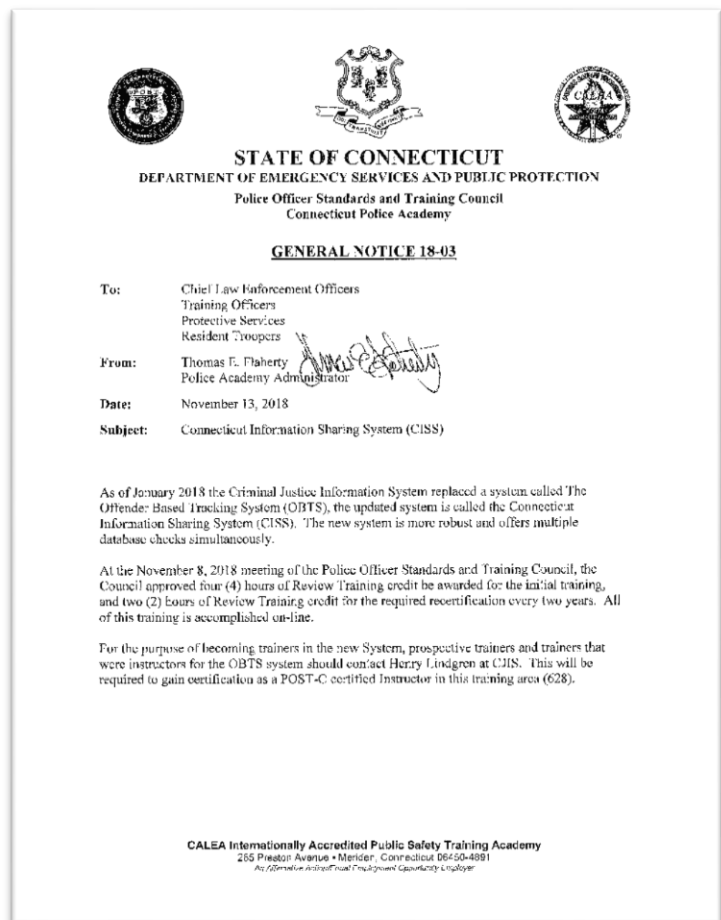 CALEA
STATE OF CONNECTICUT
DEPARTMENT OF EMERGENCY SERVICES AND PUBLIC PROTECTION
Police Officer Standards and Training Council
Connecticut Police Academy
GENERAL NOTICE 18-03
To: Chief Law Enforcement Officers
Training Officers
Protective Services
Resident Troopers
From: Thomas E. Flaherty
Police Academy Administrator
Date: November 13, 2018
Subject: Connecticut Information Sharing System (CISS)
As of January 2018 the Criminal Justice Information System replaced a system called The
Offender Based Tracking System (OBTS), the updated system is called the Connecticut
Information Sharing System (CISS). The new system is more robust and offers multiple
database checks simultaneously.
At the November 8, 2018 meeting of the Police Officer Standards and Training Council, the
Council approved four (4) hours of Review Training credit be awarded for the initial training,
and two (2) hours of Review Training credit for the required recertification every two years. All
of this training is accomplished on-line.
For the purpose of becoming trainers in the new System, prospective trainers and trainers that
were instructors for the OBTS system should contact Henry Lindgren at CJIS. This will be
required to gain certification as a POST-C certified Instructor in this training area (628).
CALEA Internationally Accredited Public Safety Training Academy
285 Preston Avenue • Meriden, Connecticut 06450-4891
An Affirmative Action/Equal Employment Opportunity Employer